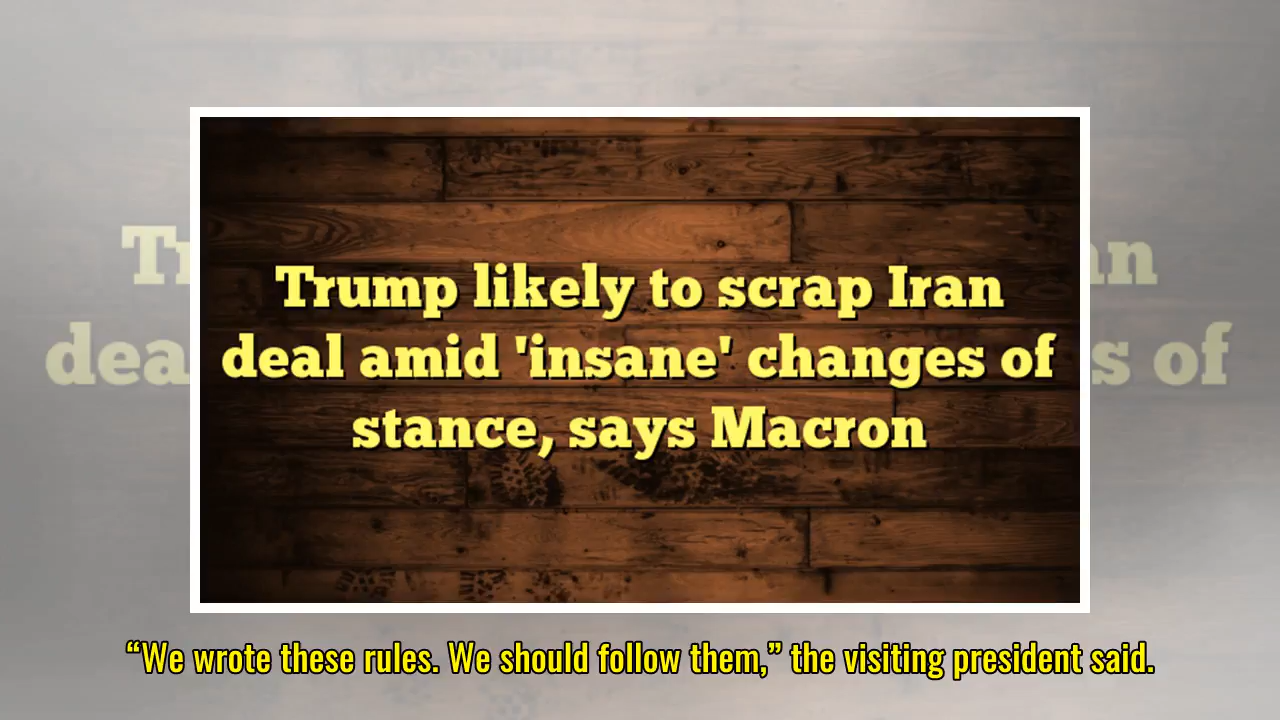 Trump likely to scrap Iran
deal amid 'insane' changes of
stance, says Macron
“We wrote these rules. We should follow them,” the visiting president said.